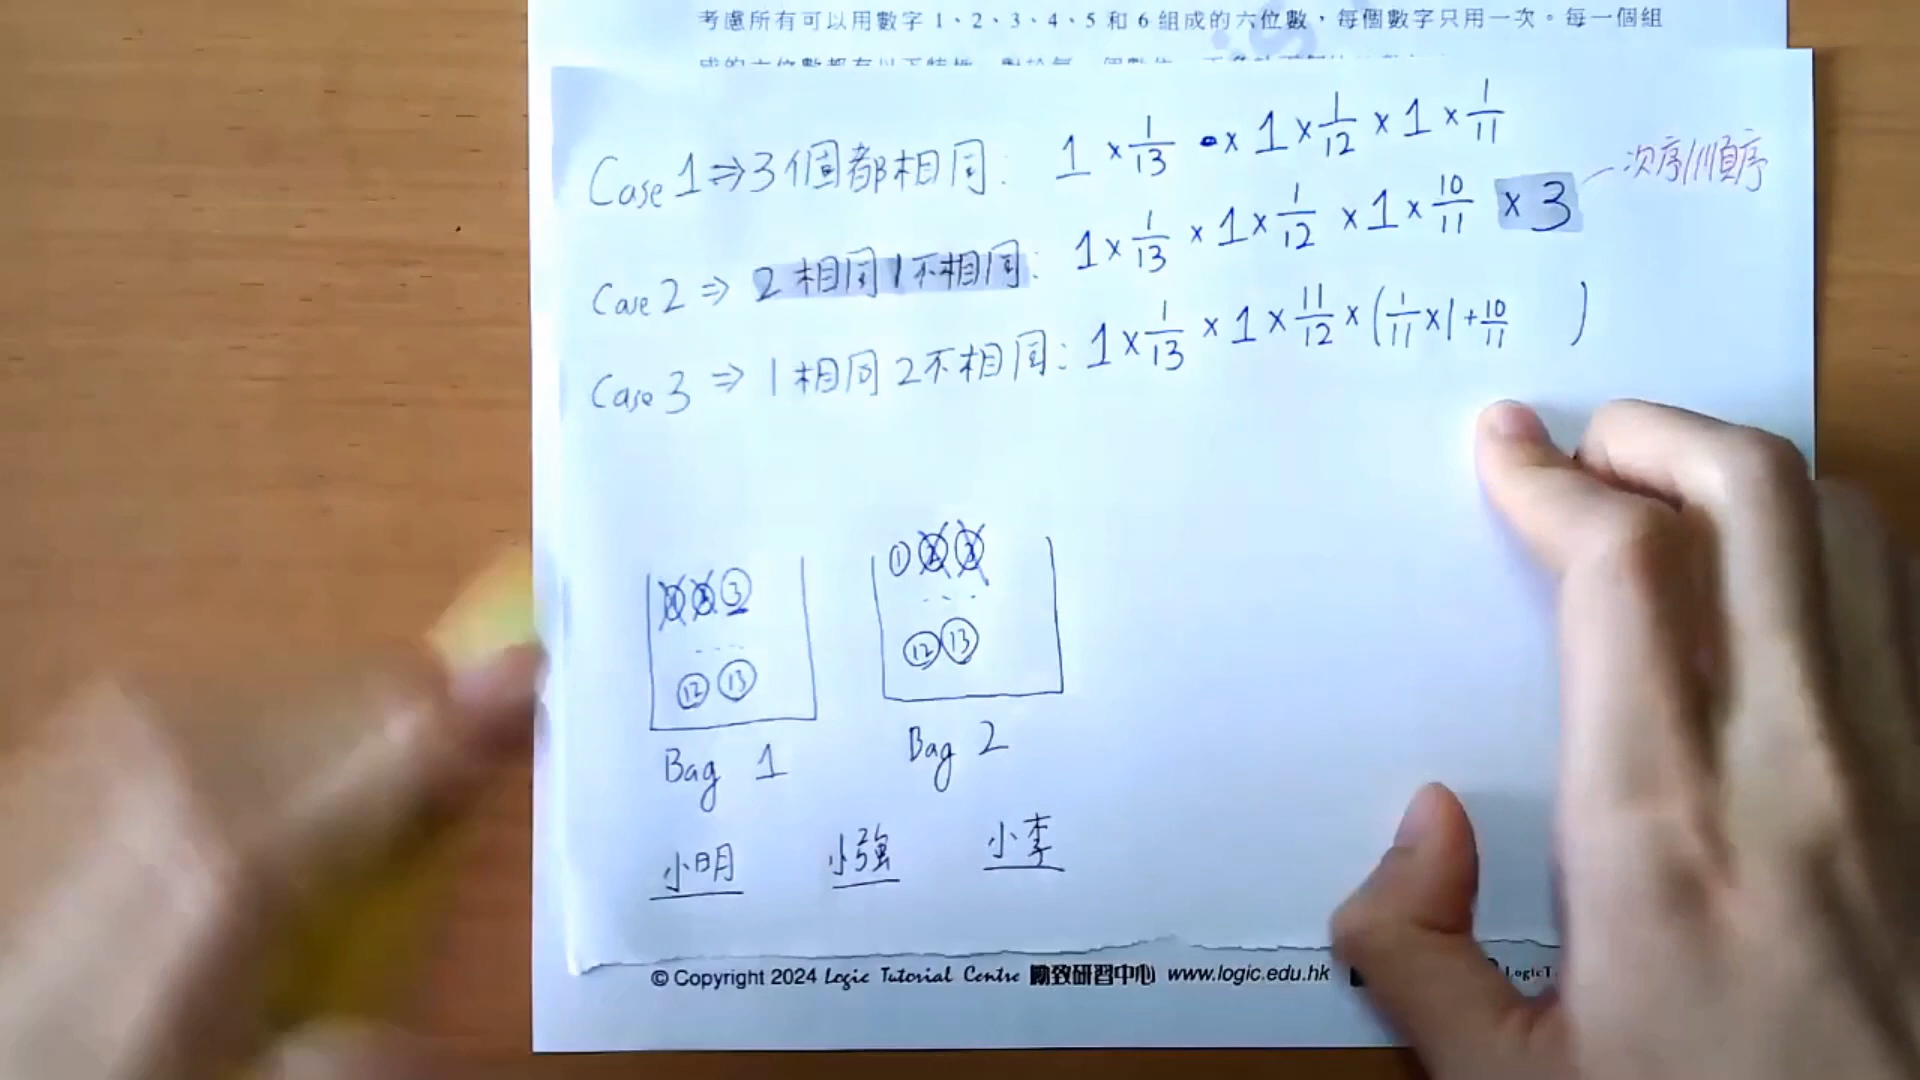 考慮所有可以用數字 1、2、3、4、5 和 6 組成的六位數，每個數字只用一次。每一個組
Case 1 ⇒ 3個都相同: 1 × 1/13 × 1 × 1/12 × 1 × 1/11
次序/順序
Case 2 ⇒ 2相同1不相同: 1 × 1/13 × 1 × 1/12 × 1 × 10/11 × 3
Case 3 ⇒ 1相同2不相同: 1 × 1/13 × 1 × 11/12 × (1/11 × 1 + 10/11 )
③
① 
⑫ ⑬
⑫ ⑬
Bag 1
Bag 2
小明 小強 小李
© Copyright 2024 Logic Tutorial Centre 勵致研習中心 www.logic.edu.hk LogicT